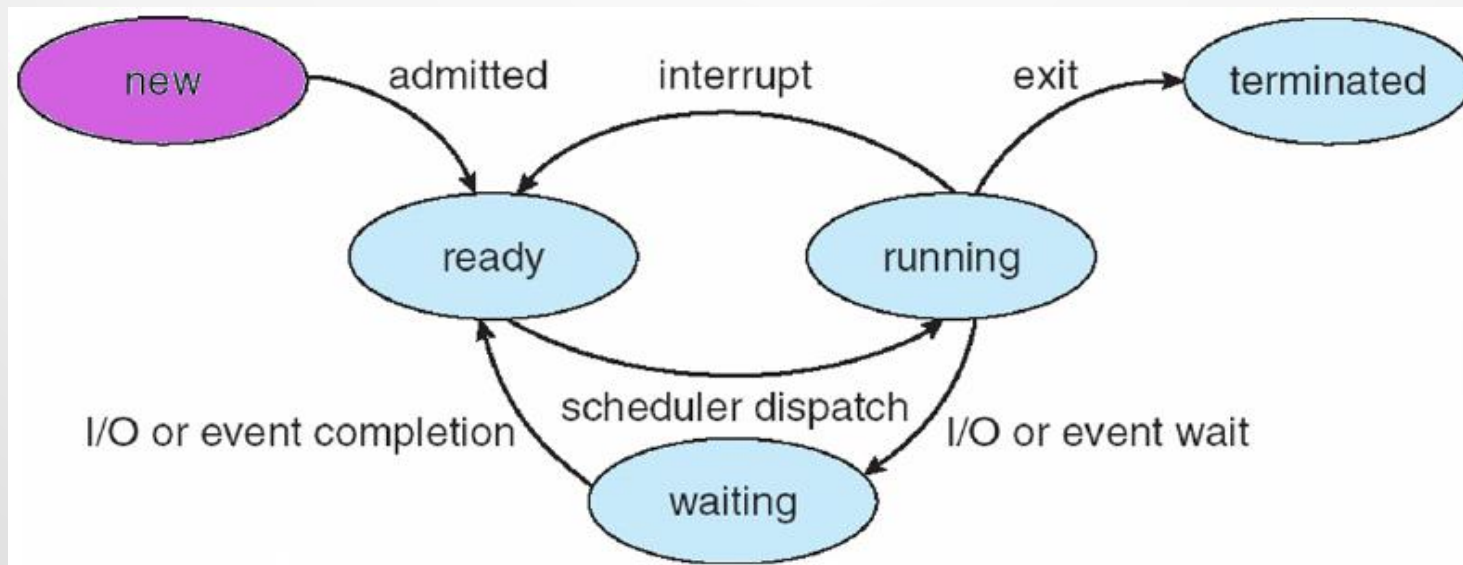 new
admitted
interrupt
exit
terminated
ready
running
scheduler dispatch
I/O or event completion
I/O or event wait
waiting